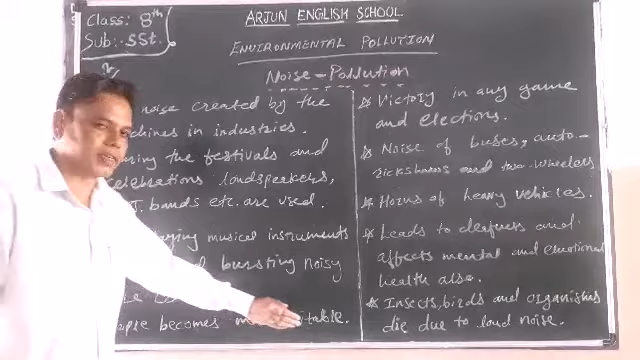 Class: 8th
Sub: SSt.
ARJUN ENGLISH SCHOOL
ENVIRONMENTAL POLLUTION
Noise - Pollution
noise created by the
chines in industries.
ing the festivals and
celebrations loudspeakers,
bands etc. are used.
musical instruments
bursting noisy
becomes
* Victory in any game
and elections.
* Noise of buses, auto-
rickshaws and two-wheelers
* Horns of heavy vehicles.
* Leads to deafness and
affects mental and emotional
health also.
* Insects, birds and organisms
die due to loud noise.